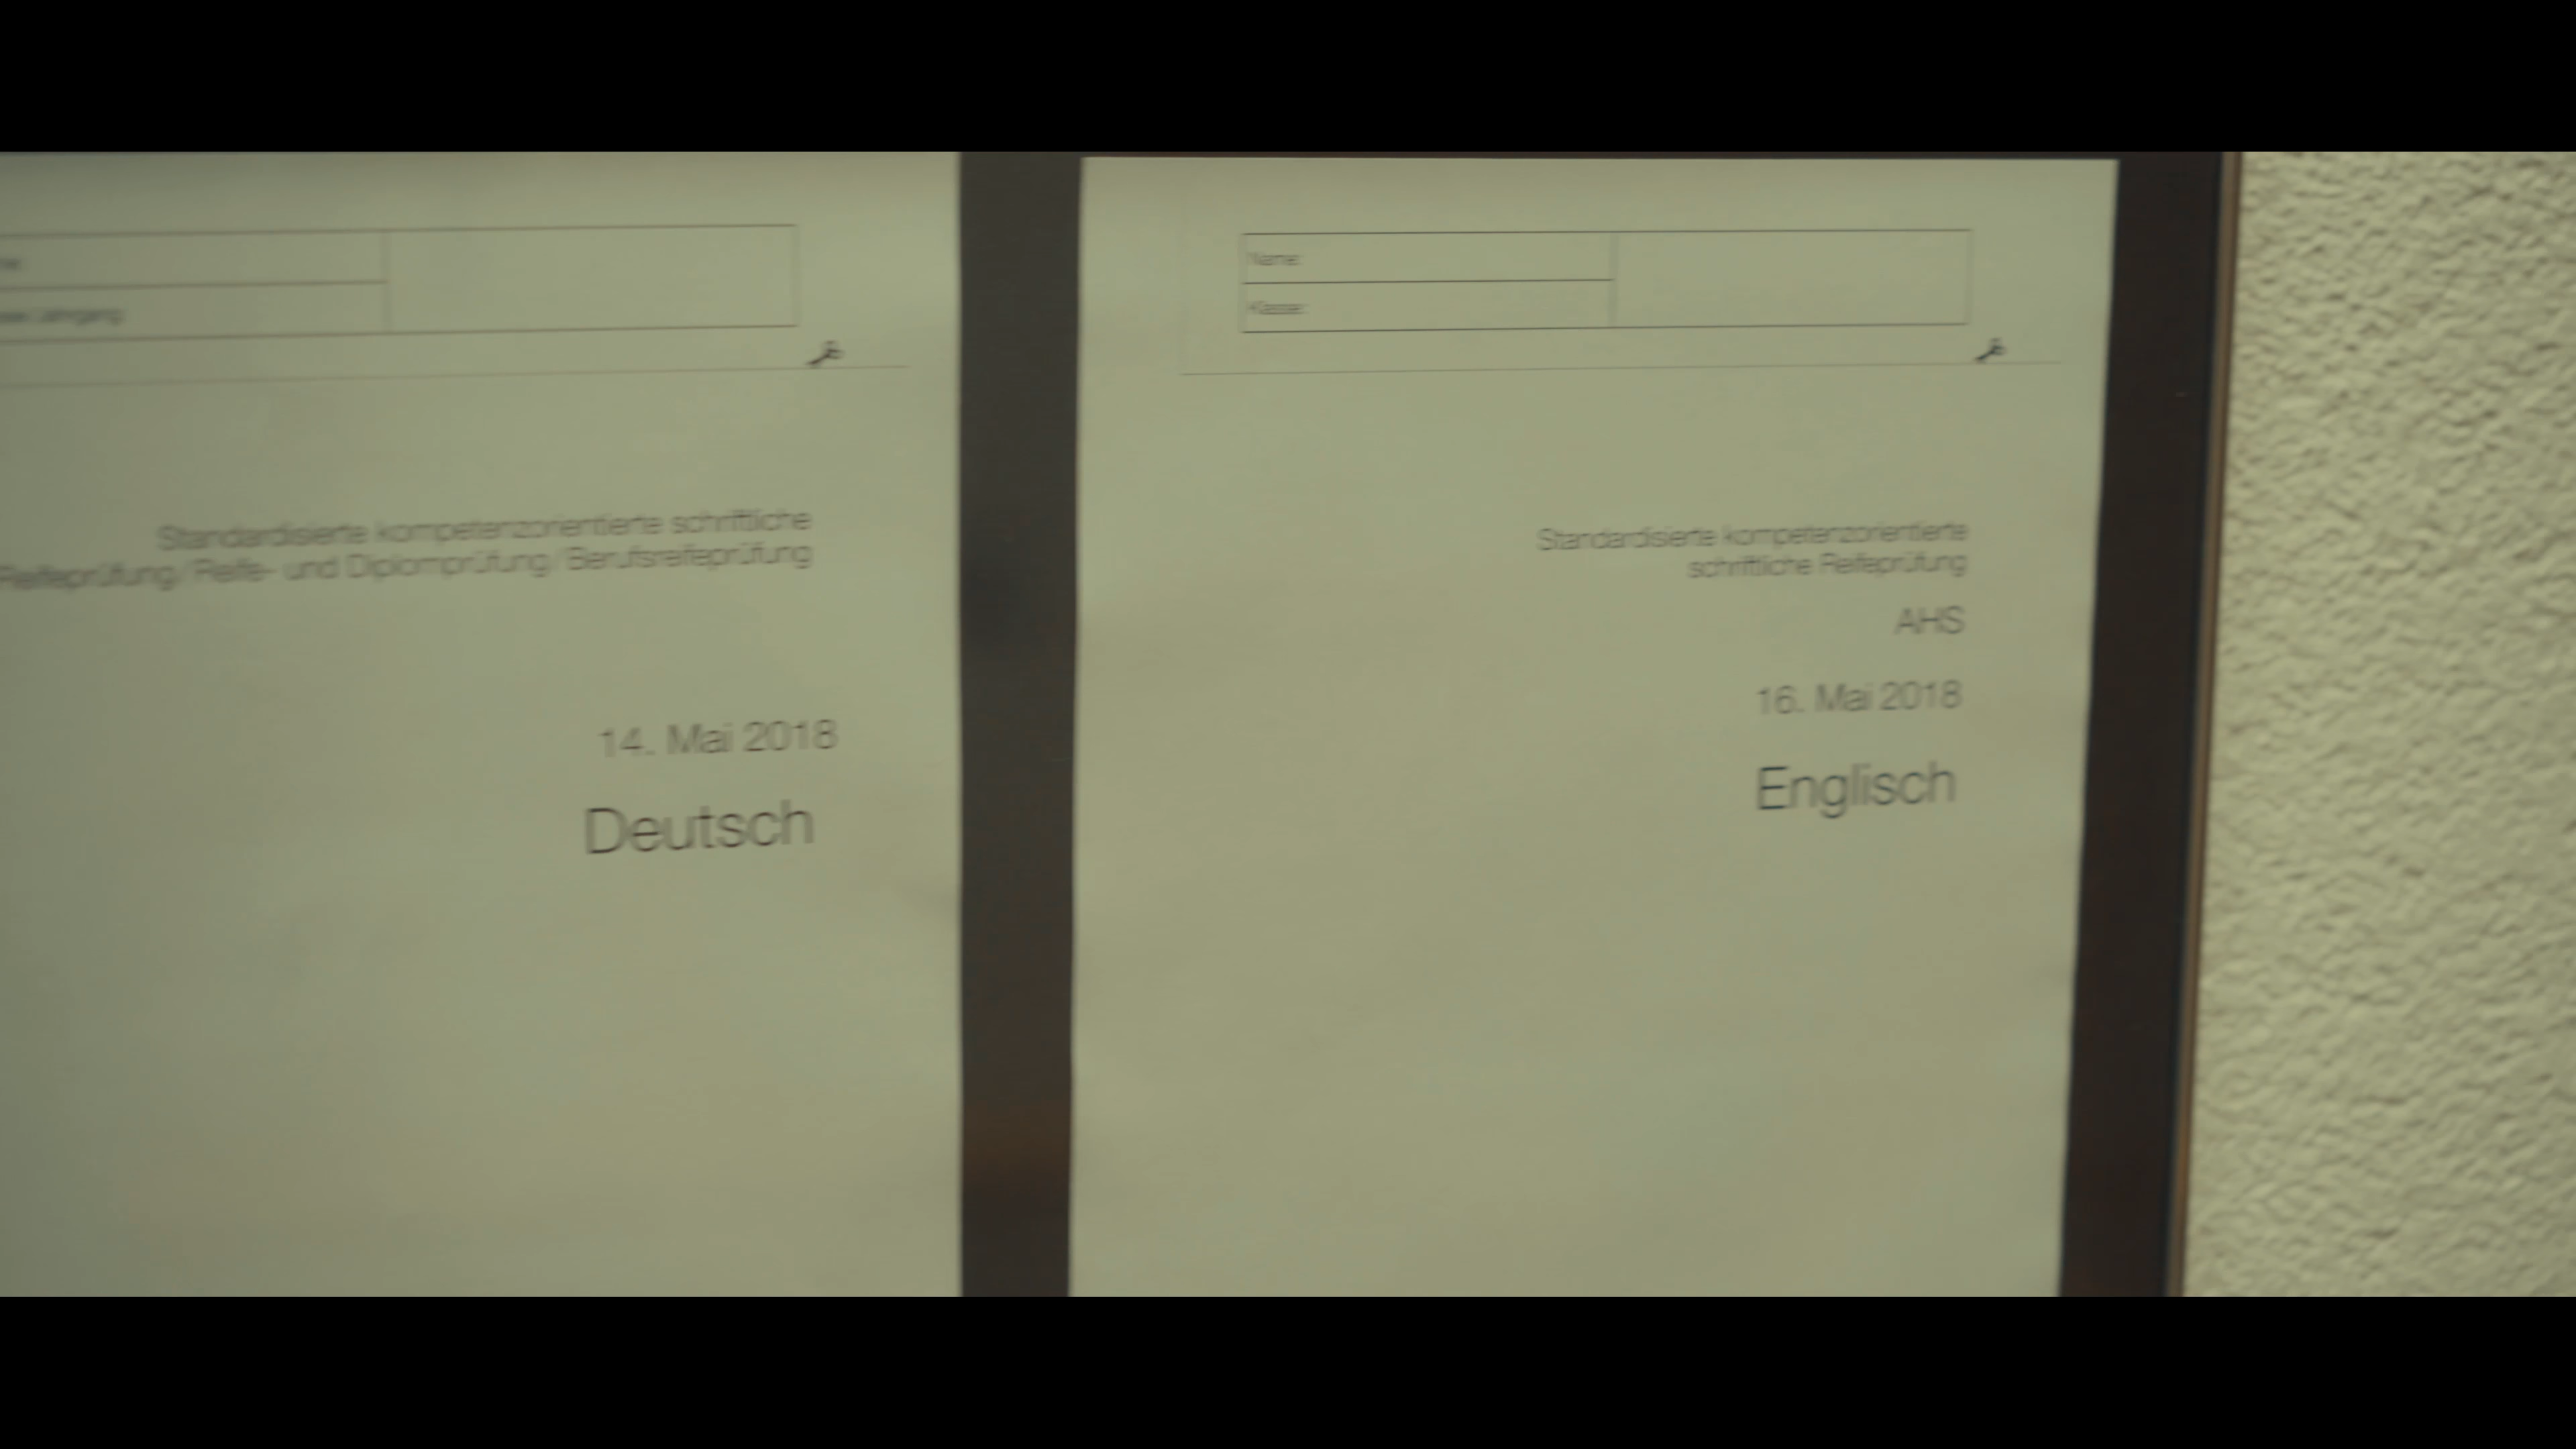 Standardisierte kompetenzorientierte schriftliche
Reifeprüfung/Reife- und Diplomprüfung/Berufsreifeprüfung
14. Mai 2018
Deutsch
Name:
Klasse:
Standardisierte kompetenzorientierte
schriftliche Reifeprüfung
AHS
16. Mai 2018
Englisch